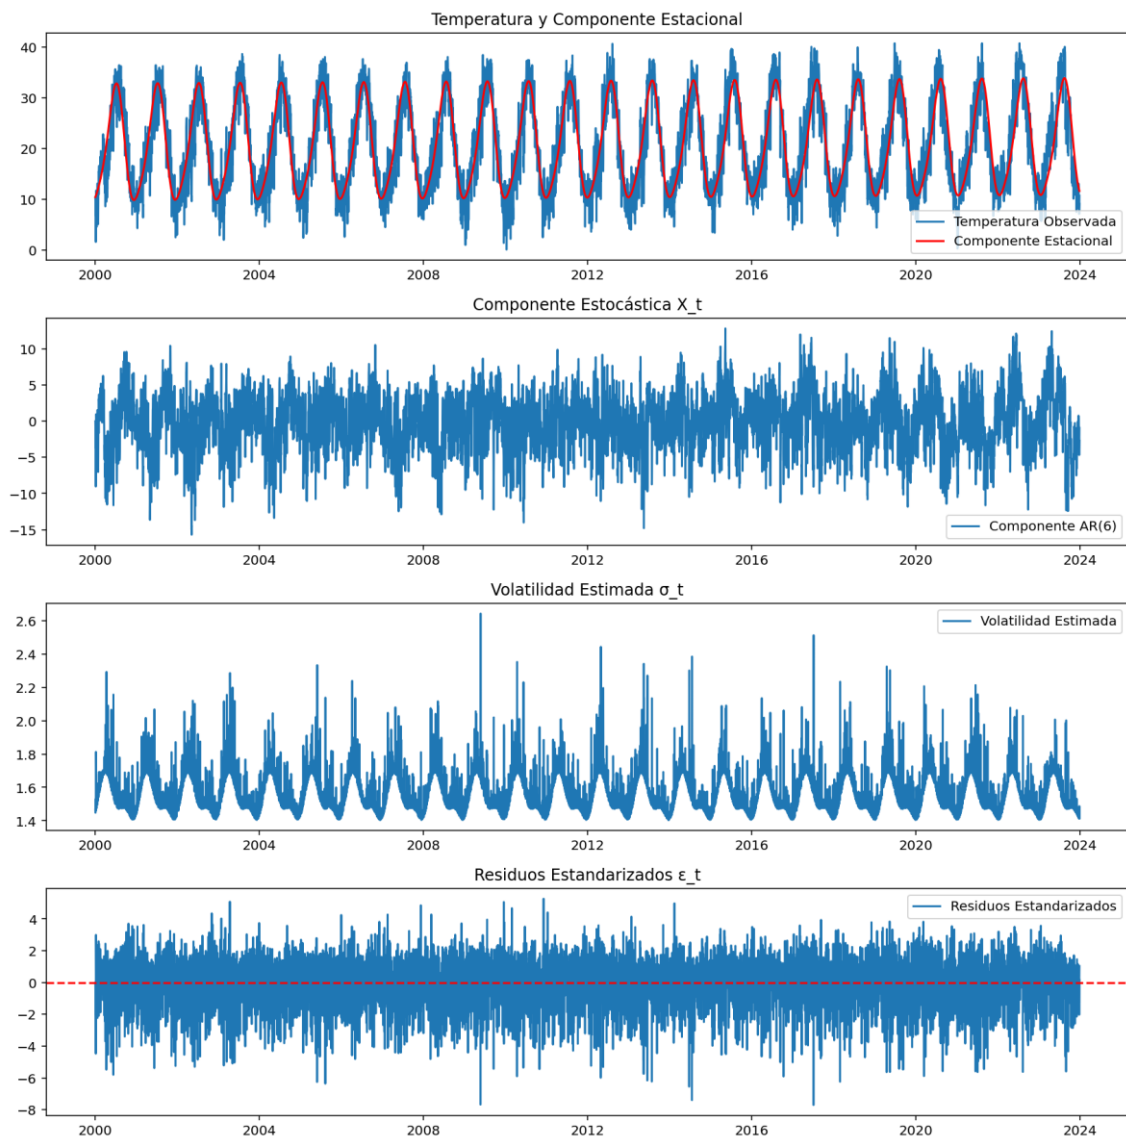 Temperatura y Componente Estacional
40
30
20
10
0
Temperatura Observada
Componente Estacional
2000 2004 2008 2012 2016 2020 2024
Componente Estocástica X_t
10
5
0
−5
−10
−15
Componente AR(6)
2000 2004 2008 2012 2016 2020 2024
Volatilidad Estimada σ_t
2.6
2.4
2.2
2.0
1.8
1.6
1.4
Volatilidad Estimada
2000 2004 2008 2012 2016 2020 2024
Residuos Estandarizados ε_t
4
2
0
−2
−4
−6
−8
Residuos Estandarizados
2000 2004 2008 2012 2016 2020 2024